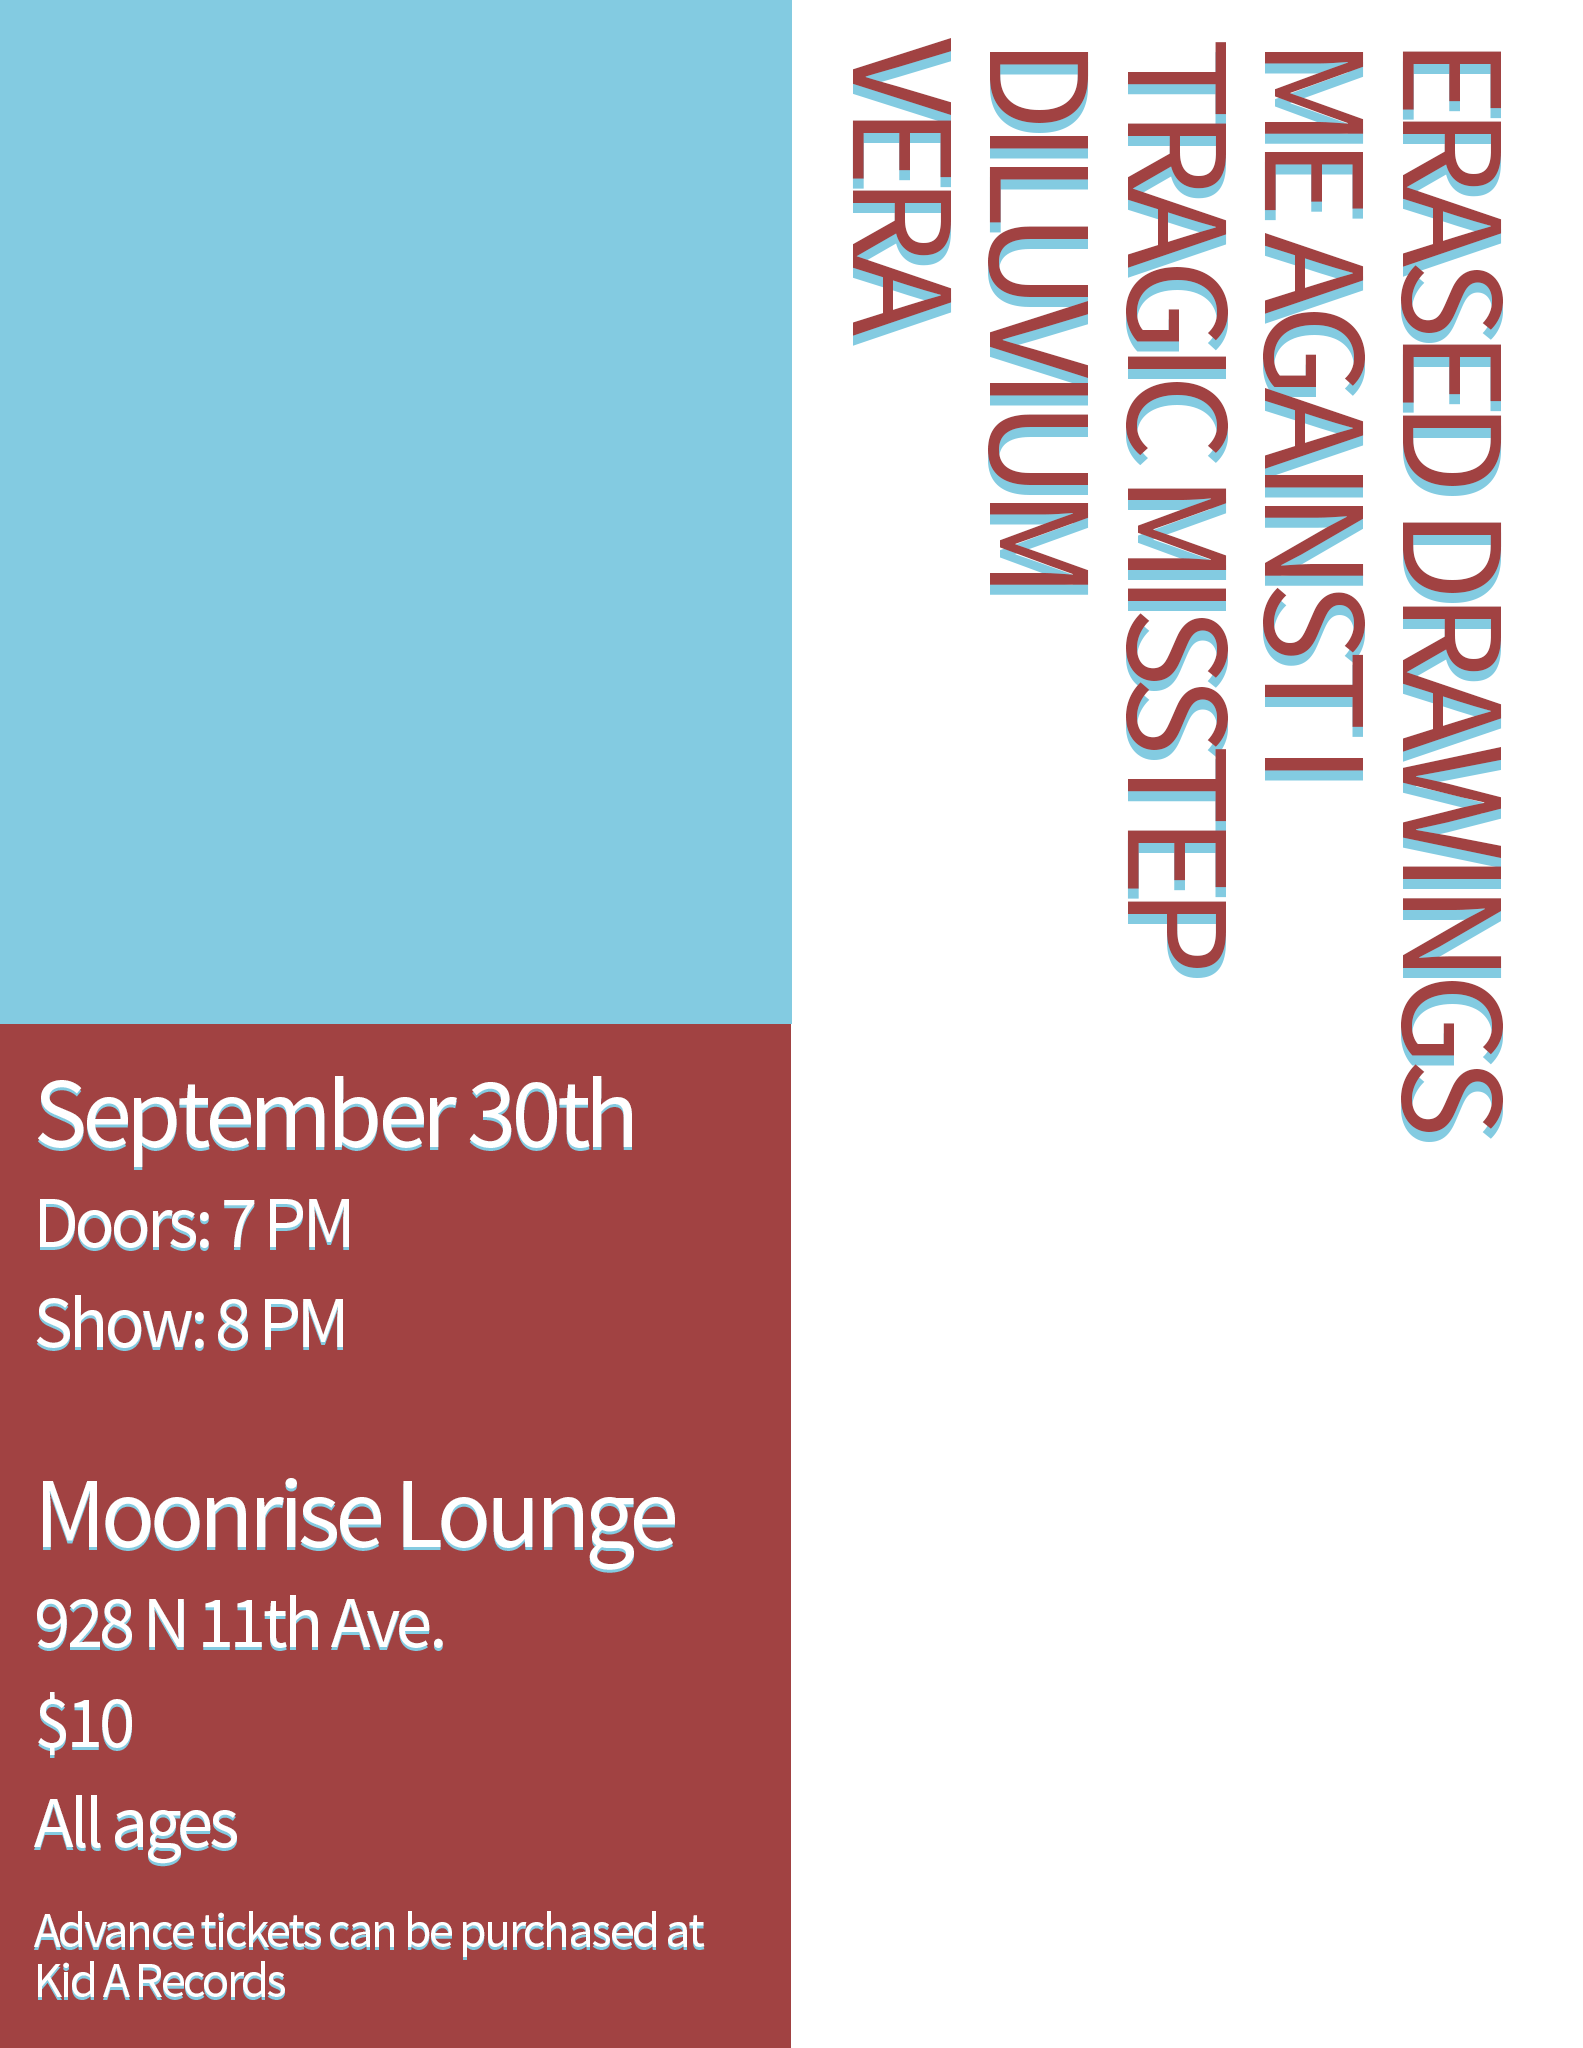 ERASED DRAWINGS
ME AGAINST I
TRAGIC MISSTEP
DILUVIUM
VERA
September 30th
Doors: 7 PM
Show: 8 PM
Moonrise Lounge
928 N 11th Ave.
$10
All ages
Advance tickets can be purchased at
Kid A Records